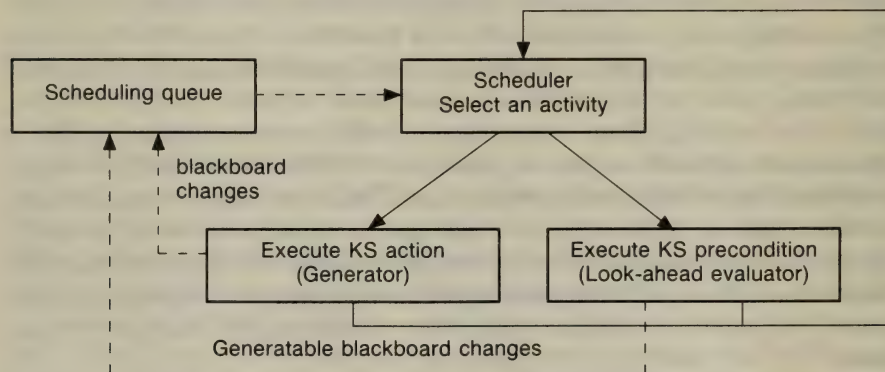 Scheduling queue
Scheduler
Select an activity
blackboard
changes
Execute KS action
(Generator)
Execute KS precondition
(Look-ahead evaluator)
Generatable blackboard changes